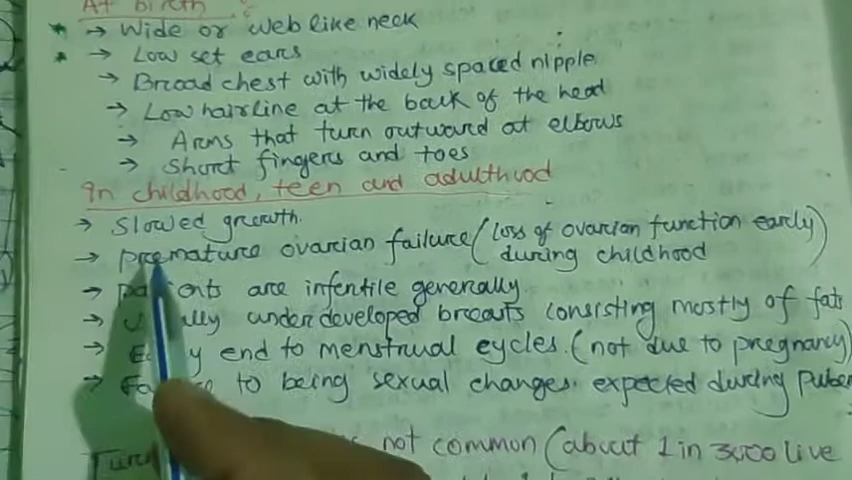 At birth :
→ Wide or web like neck
→ Low set ears
→ Broad chest with widely spaced nipple
→ Low hairline at the back of the head
→ Arms that turn outward at elbows
→ Short fingers and toes
In childhood, teen and adulthood
→ Slowed growth.
→ Premature ovarian failure (loss of ovarian function early during childhood)
→ are infertile generally.
→ underdeveloped breasts consisting mostly of fats
→ end to menstrual cycles. (not due to pregnancy)
→ to being sexual changes expected during
not common (about 1 in 3000 live